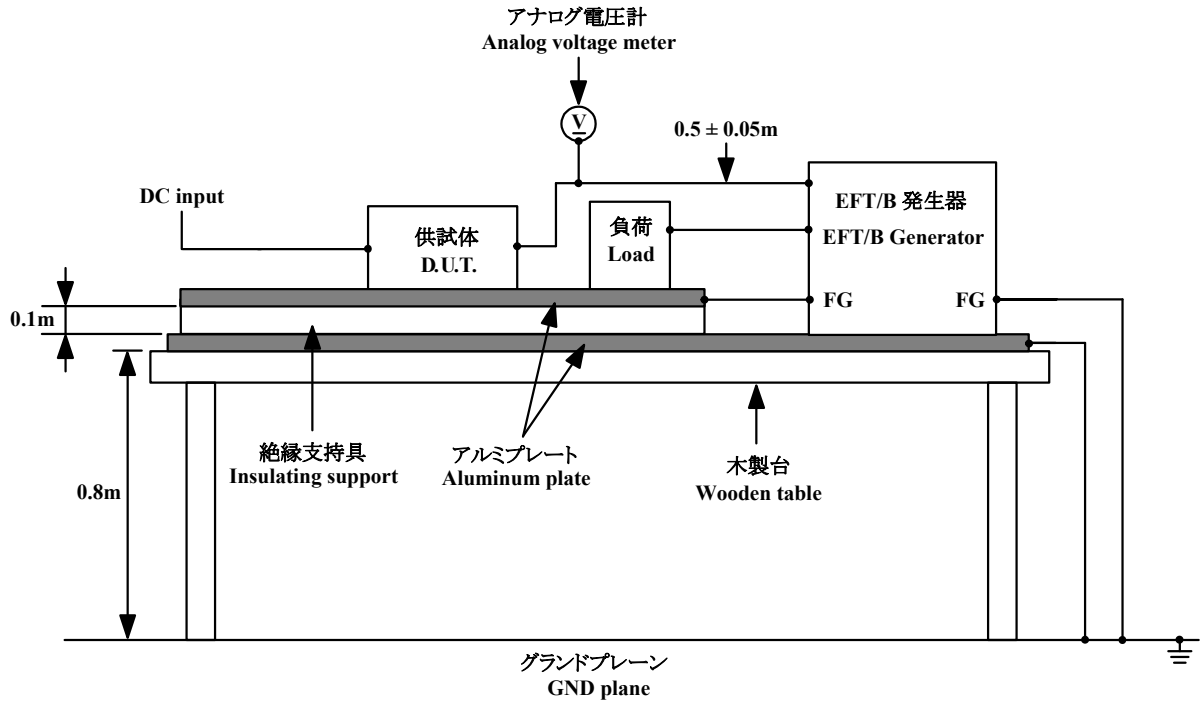 アナログ電圧計
Analog voltage meter
V
0.5 ± 0.05m
DC input
供試体
D.U.T.
負荷
Load
EFT/B 発生器
EFT/B Generator
FG
FG
0.1m
絶縁支持具
Insulating support
アルミプレート
Aluminum plate
木製台
Wooden table
0.8m
グランドプレーン
GND plane